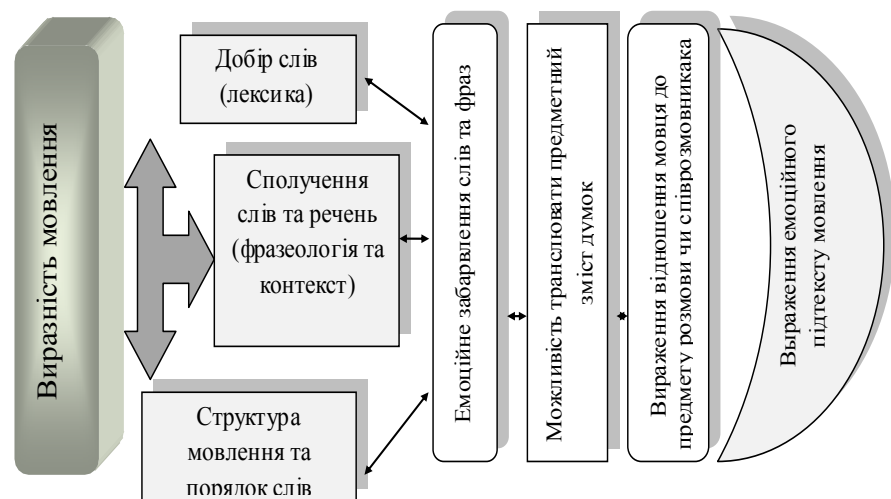 Виразність мовлення
Добір слів
(лексика)
Сполучення
слів та речень
(фразеологія та
контекст)
Структура
мовлення та
порядок слів
Емоційне забарвлення слів та фраз
Можливість транслювати предметний
зміст думок
Вираження відношення мовця до
предмету розмови чи співрозмовникака
Выраження емоційного
підтексту мовлення